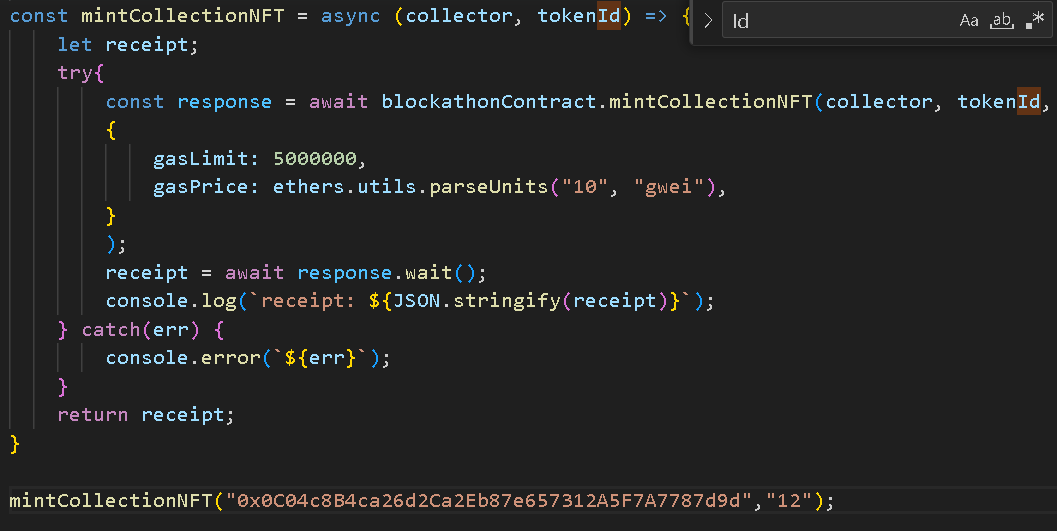 const mintCollectionNFT = async (collector, tokenId) => {
Id Aa ab .*
let receipt;
try{
const response = await blockathonContract.mintCollectionNFT(collector, tokenId,
{
gasLimit: 5000000,
gasPrice: ethers.utils.parseUnits("10", "gwei"),
}
);
receipt = await response.wait();
console.log(`receipt: ${JSON.stringify(receipt)}`);
} catch(err) {
console.error(`${err}`);
}
return receipt;
}
mintCollectionNFT("0x0C04c8B4ca26d2Ca2Eb87e657312A5F7A7787d9d","12");